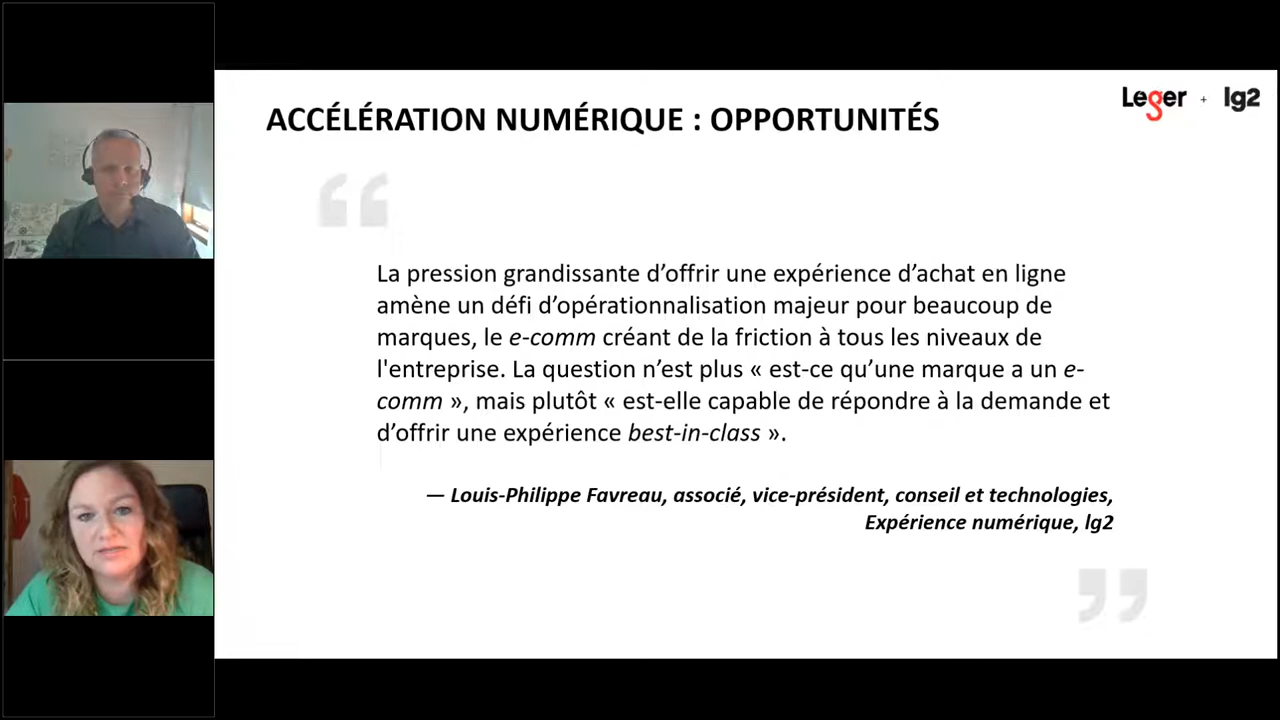 ACCÉLÉRATION NUMÉRIQUE : OPPORTUNITÉS
Leger + lg2
“
La pression grandissante d’offrir une expérience d’achat en ligne
amène un défi d’opérationnalisation majeur pour beaucoup de
marques, le e-comm créant de la friction à tous les niveaux de
l'entreprise. La question n’est plus « est-ce qu’une marque a un e-
comm », mais plutôt « est-elle capable de répondre à la demande et
d’offrir une expérience best-in-class ».
— Louis-Philippe Favreau, associé, vice-président, conseil et technologies,
Expérience numérique, lg2
”